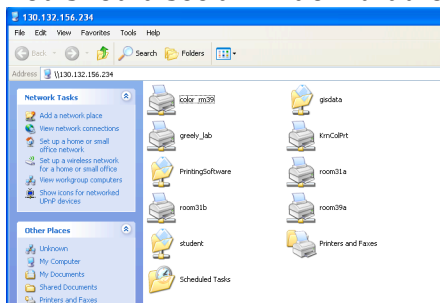 130.132.156.234
File Edit View Favorites Tools Help
Back Search Folders
Address \\130.132.156.234
Network Tasks
Add a network place
View network connections
Set up a home or small
office network
Set up a wireless network
for a home or small office
View workgroup computers
Show icons for networked
UPnP devices
Other Places
Unknown
My Computer
My Documents
Shared Documents
Printers and Faxes
color_rm39
gisdata
greely_lab
KrnColPrt
PrintingSoftware
room31a
room31b
room39a
student
Printers and Faxes
Scheduled Tasks